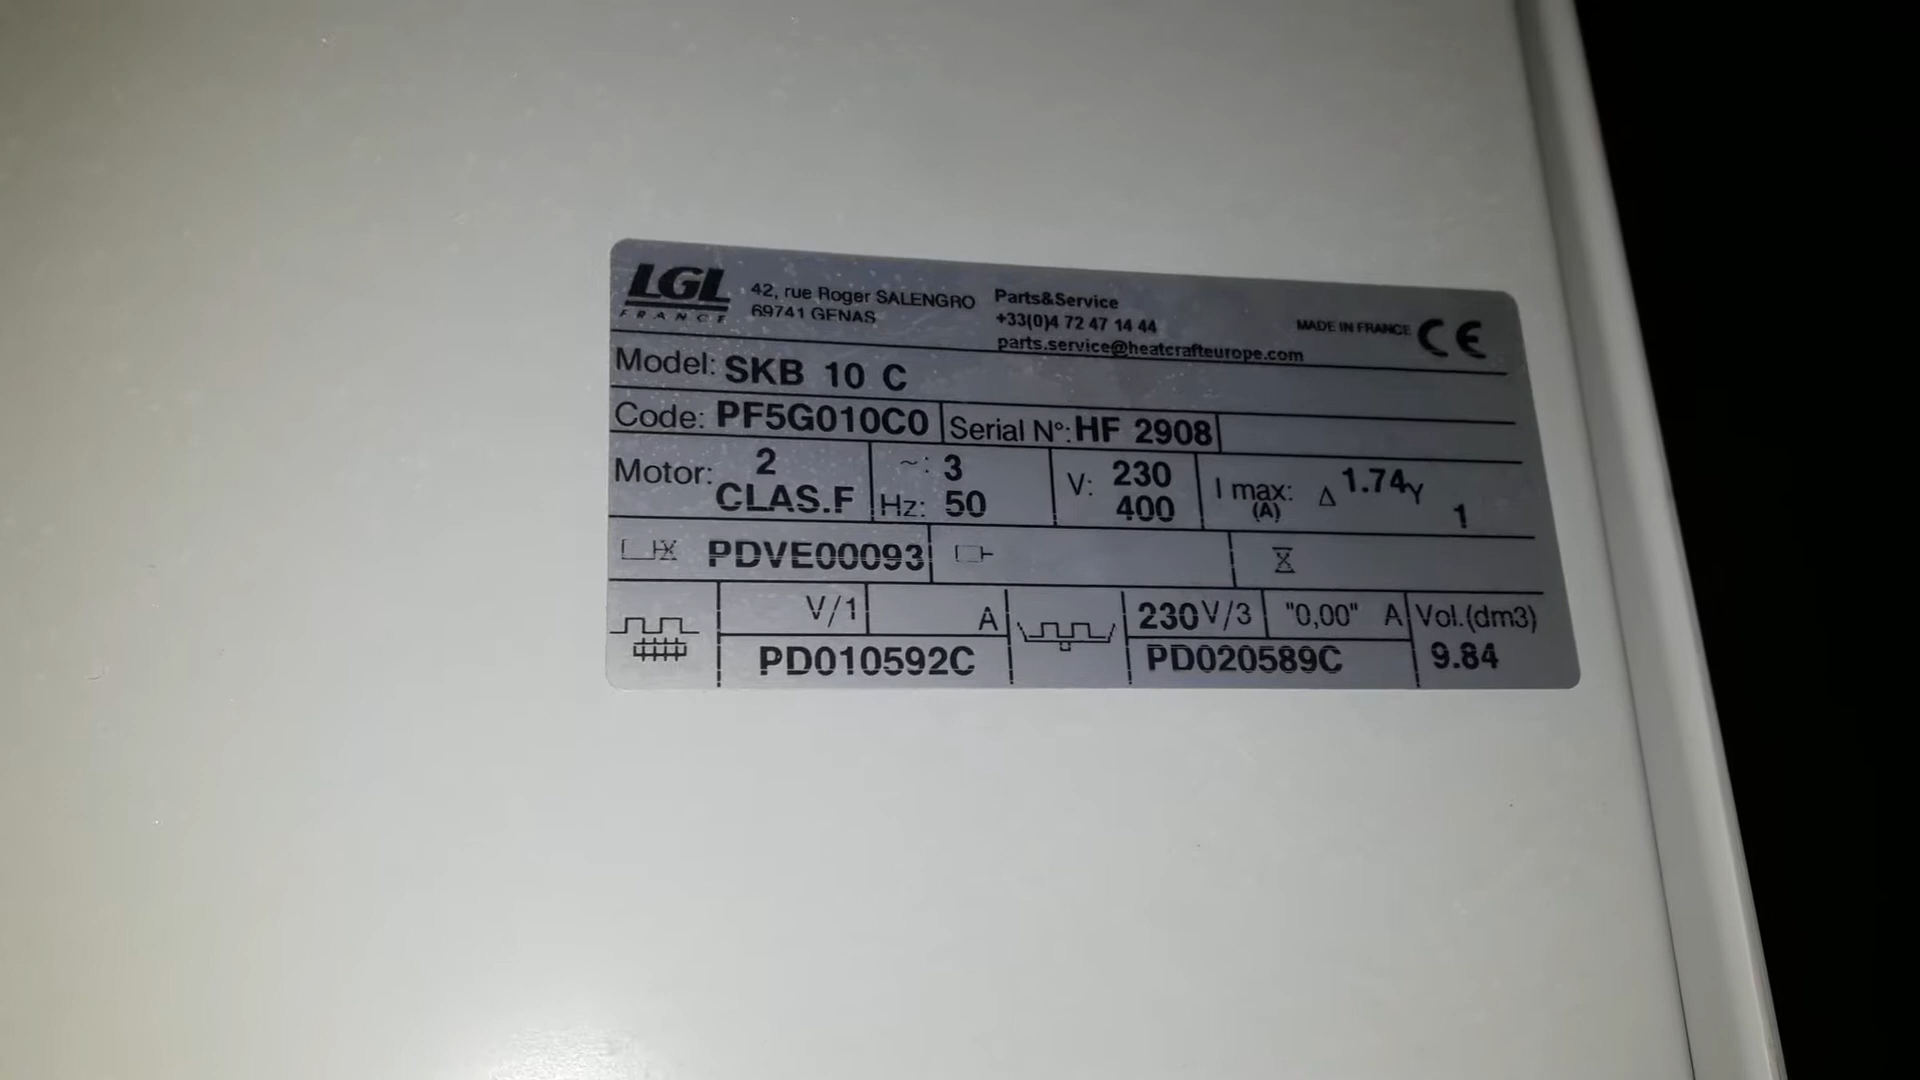 LGL
FRANCE
42, rue Roger SALENGRO
69741 GENAS
Parts&Service
+33(0)4 72 47 14 44
parts.service@heatcrafteurope.com
MADE IN FRANCE CE
Model: SKB 10 C
Code: PF5G010C0 Serial N°: HF 2908
Motor: 2 ~: 3 V: 230 I max: Δ 1.74 Y
CLAS.F Hz: 50 400 (A) 1
PDVE00093
V/1 A 230 V/3 "0,00" A Vol.(dm3)
PD010592C PD020589C 9.84